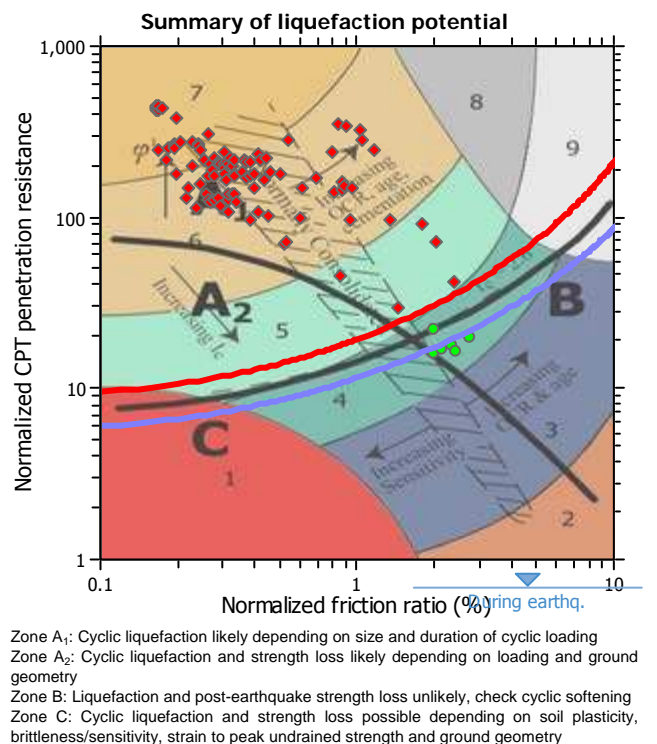 Summary of liquefaction potential
Normalized CPT penetration resistance
1,000
100
10
1
7
8
9
φ'
1
Increasing
OCR, age,
cementation
Normally Consolidated
6
A2
Increasing Ic
5
B
4
C
1
Increasing
OCR & age
3
Increasing
Sensitivity
2
0.1
1
10
Normalized friction ratio (%)
During earthq.
Zone A1: Cyclic liquefaction likely depending on size and duration of cyclic loading
Zone A2: Cyclic liquefaction and strength loss likely depending on loading and ground
geometry
Zone B: Liquefaction and post-earthquake strength loss unlikely, check cyclic softening
Zone C: Cyclic liquefaction and strength loss possible depending on soil plasticity,
brittleness/sensitivity, strain to peak undrained strength and ground geometry